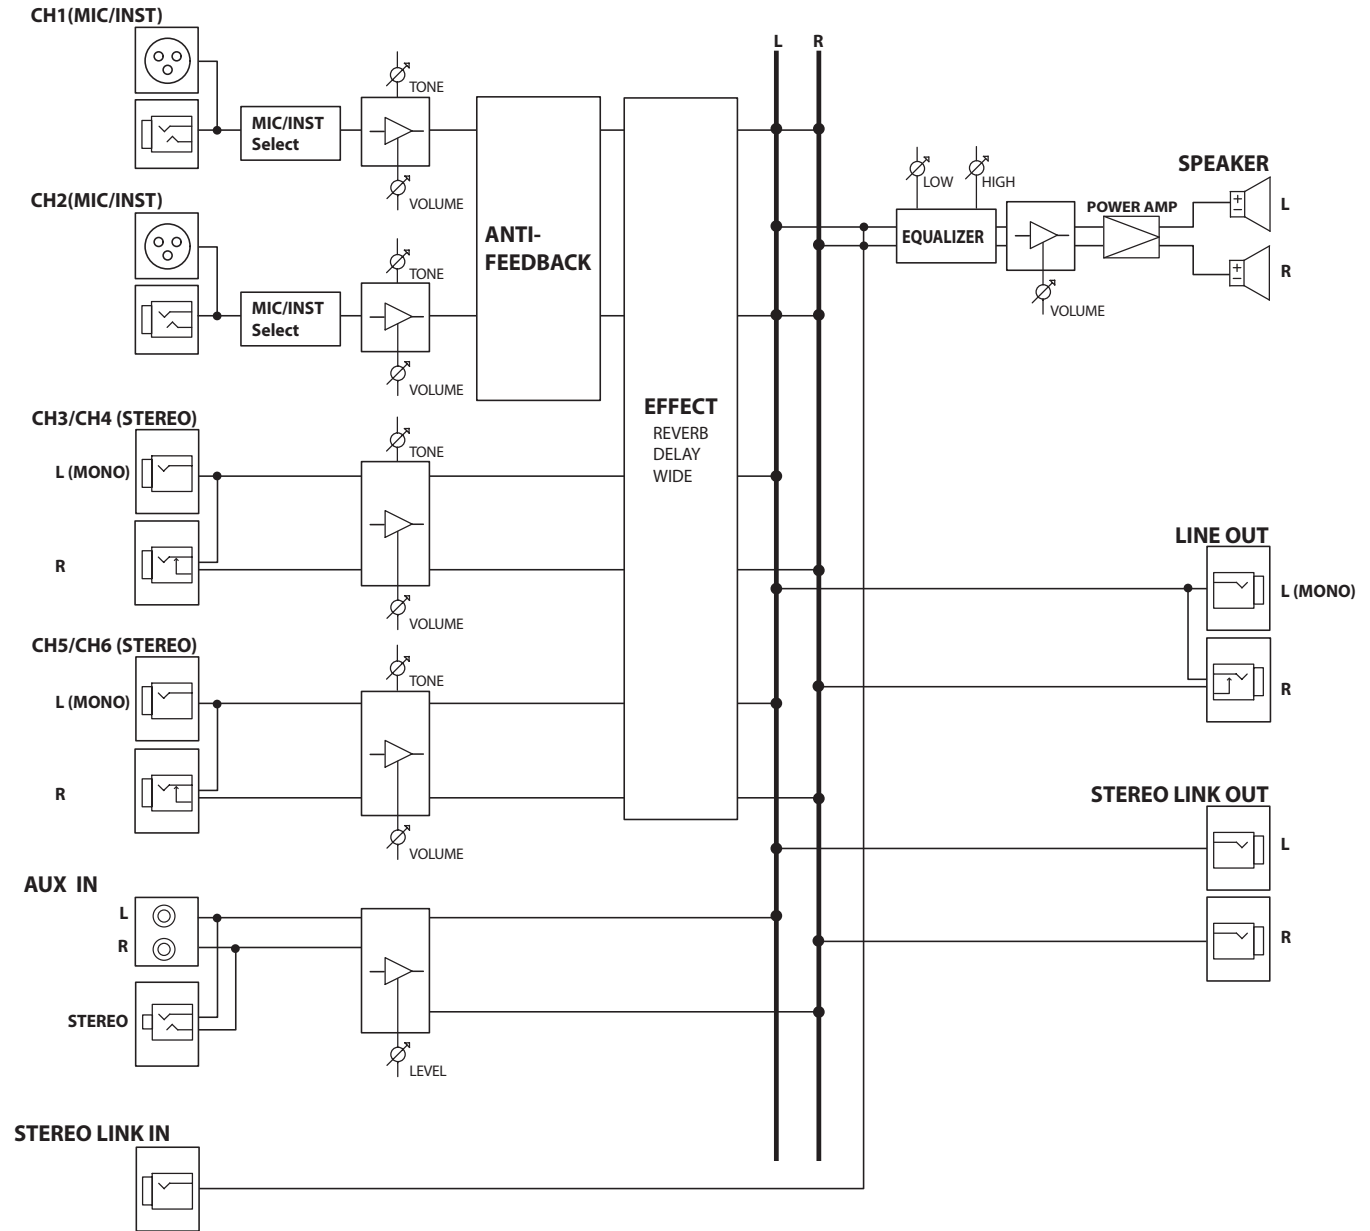 CH1(MIC/INST)
TONE
MIC/INST
Select
VOLUME
CH2(MIC/INST)
TONE
MIC/INST
Select
VOLUME
ANTI-
FEEDBACK
CH3/CH4 (STEREO)
L (MONO)
R
TONE
VOLUME
CH5/CH6 (STEREO)
L (MONO)
R
TONE
VOLUME
EFFECT
REVERB
DELAY
WIDE
AUX IN
L
R
STEREO
LEVEL
STEREO LINK IN
L
R
LOW
HIGH
EQUALIZER
VOLUME
POWER AMP
SPEAKER
L
R
LINE OUT
L (MONO)
R
STEREO LINK OUT
L
R